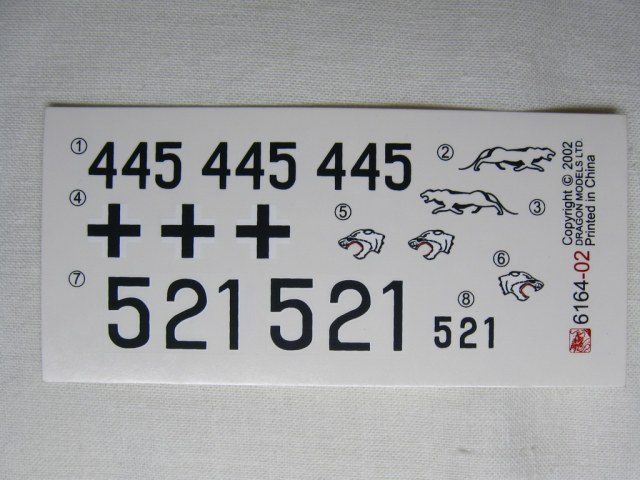 ① 445 445 445 ②
③
④ ⑤
⑥
⑦ 521 521 ⑧ 521
Copyright © 2002
DRAGON MODELS LTD.
Printed in China
6164-02